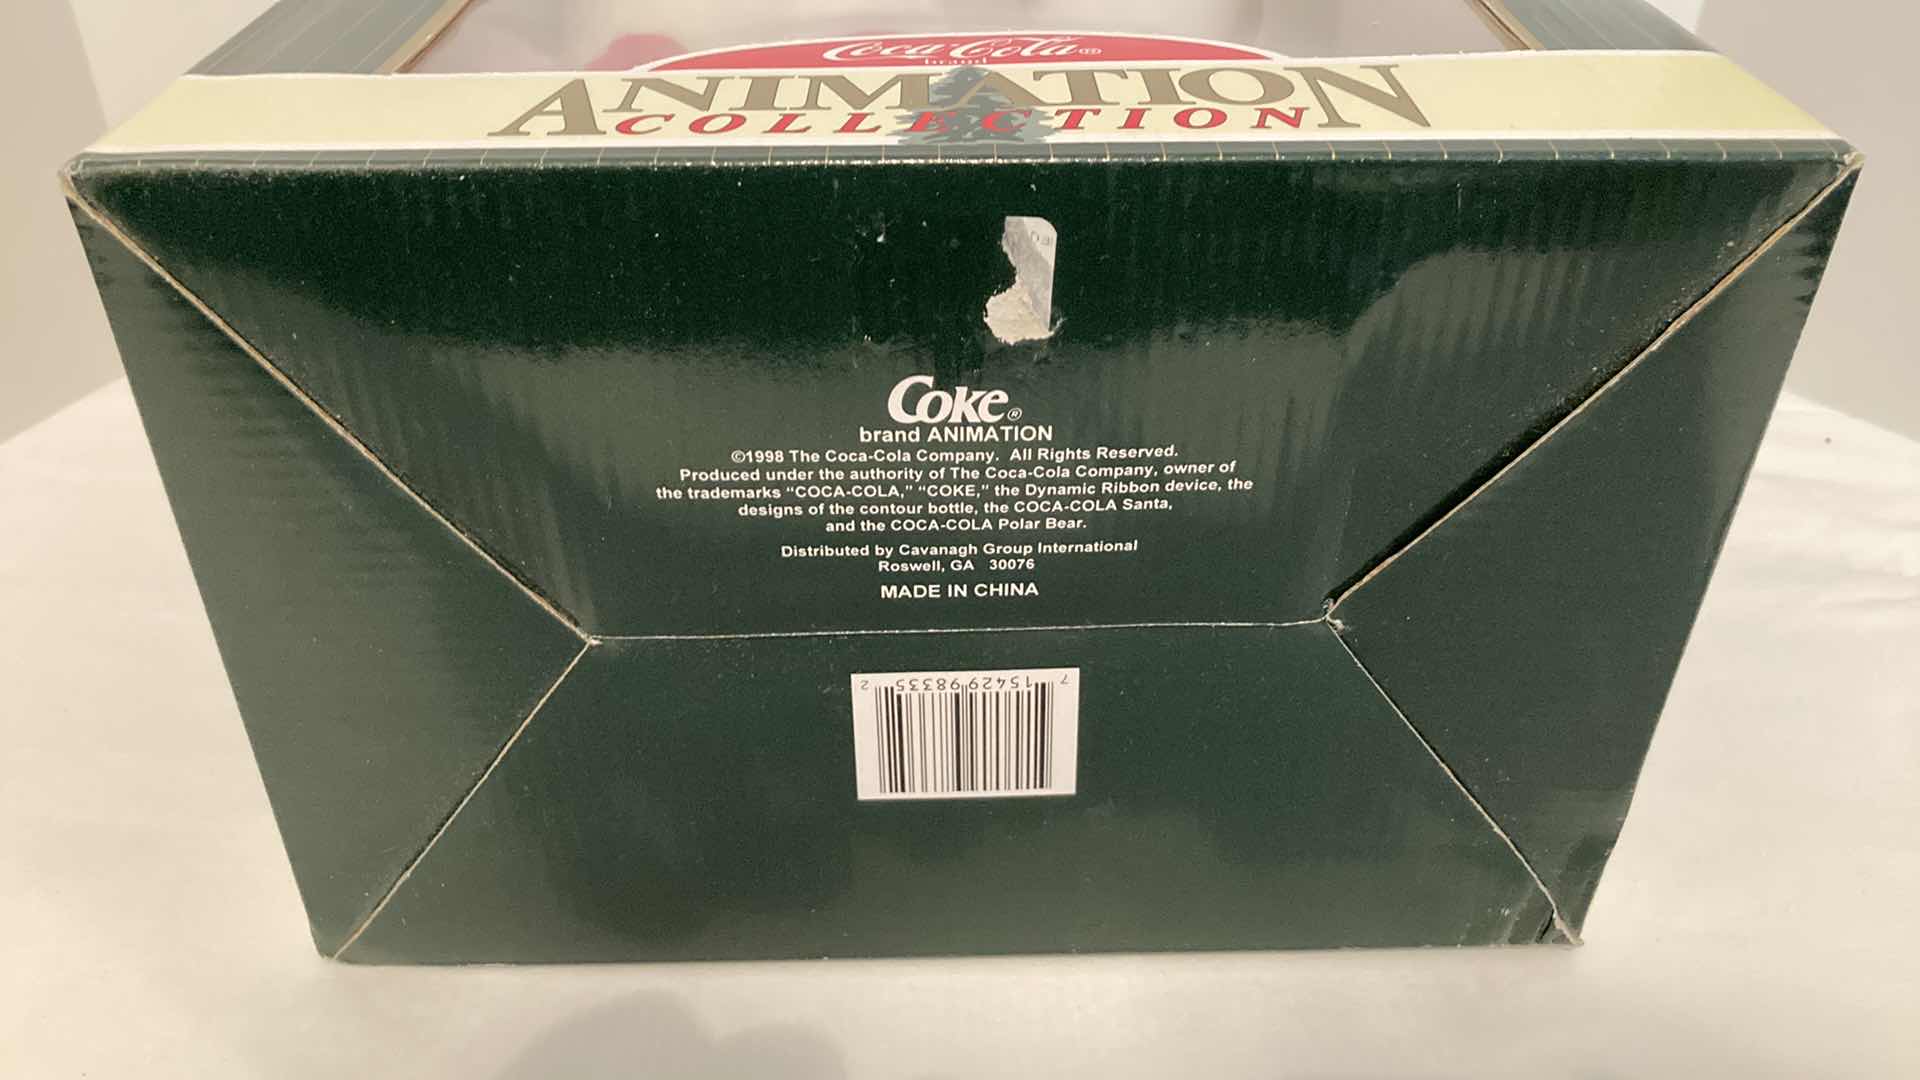 Coca-Cola®
brand
ANIMATION
COLLECTION
Coke®
brand ANIMATION
©1998 The Coca-Cola Company. All Rights Reserved.
Produced under the authority of The Coca-Cola Company, owner of
the trademarks “COCA-COLA,” “COKE,” the Dynamic Ribbon device, the
designs of the contour bottle, the COCA-COLA Santa,
and the COCA-COLA Polar Bear.
Distributed by Cavanagh Group International
Roswell, GA 30076
MADE IN CHINA
7 15429 98335 2